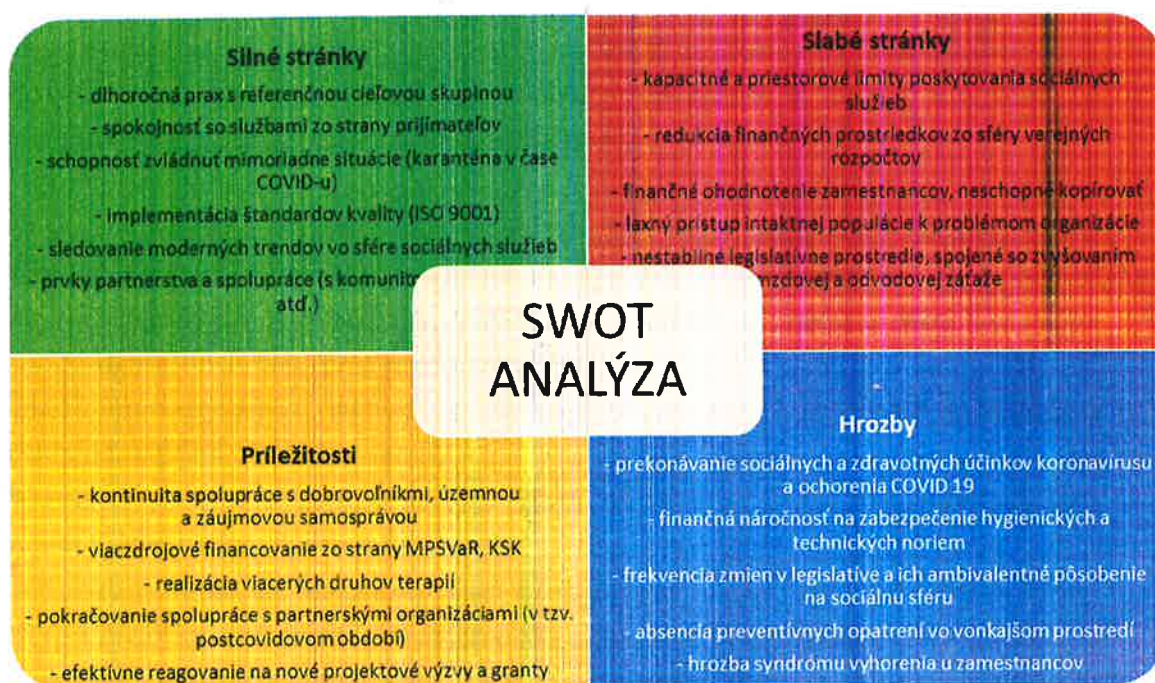 Silné stránky
- dlhoročná prax s referenčnou cieľovou skupinou
- spokojnosť so službami zo strany prijímateľov
- schopnosť zvládnuť mimoriadne situácie (karanténa v čase
COVID-u)
- implementácia štandardov kvality (ISO 9001)
- sledovanie moderných trendov vo sfére sociálnych služieb
- prvky partnerstva a spolupráce (s
atď.)
Slabé stránky
- kapacitné a priestorové limity poskytovania sociálnych
služieb
- redukcia finančných prostriedkov zo sféry verejných
rozpočtov
- finančné ohodnotenie zamestnancov, neschopné kopírovať
- laxný prístup intaktnej populácie k problémom organizácie
- nestabilné legislatívne prostredie, spojené so zvyšovaním
mzdovej a odvodovej záťaže
SWOT
ANALÝZA
Príležitosti
- kontinuita spolupráce s dobrovoľníkmi, územnou
a záujmovou samosprávou
- viaczdrojové financovanie zo strany MPSVaR, KSK
- realizácia viacerých druhov terapií
- pokračovanie spolupráce s partnerskými organizáciami (v tzv.
postcovidovom období)
- efektívne reagovanie na nové projektové výzvy a granty
Hrozby
- prekonávanie sociálnych a zdravotných účinkov koronavírusu
a ochorenia COVID 19
- finančná náročnosť na zabezpečenie hygienických a
technických noriem
- frekvencia zmien v legislatíve a ich ambivalentné pôsobenie
na sociálnu sféru
- absencia preventívnych opatrení vo vonkajšom prostredí
- hrozba syndrómu vyhorenia u zamestnancov